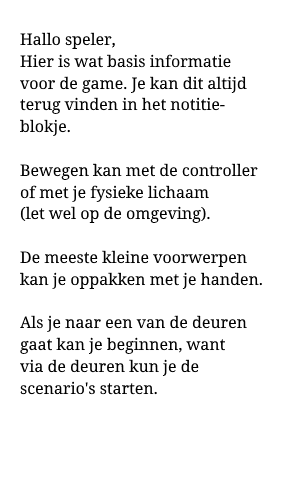 Hallo speler,
Hier is wat basis informatie
voor de game. Je kan dit altijd
terug vinden in het notitie-
blokje.

Bewegen kan met de controller
of met je fysieke lichaam
(let wel op de omgeving).

De meeste kleine voorwerpen
kan je oppakken met je handen.

Als je naar een van de deuren
gaat kan je beginnen, want
via de deuren kun je de
scenario's starten.